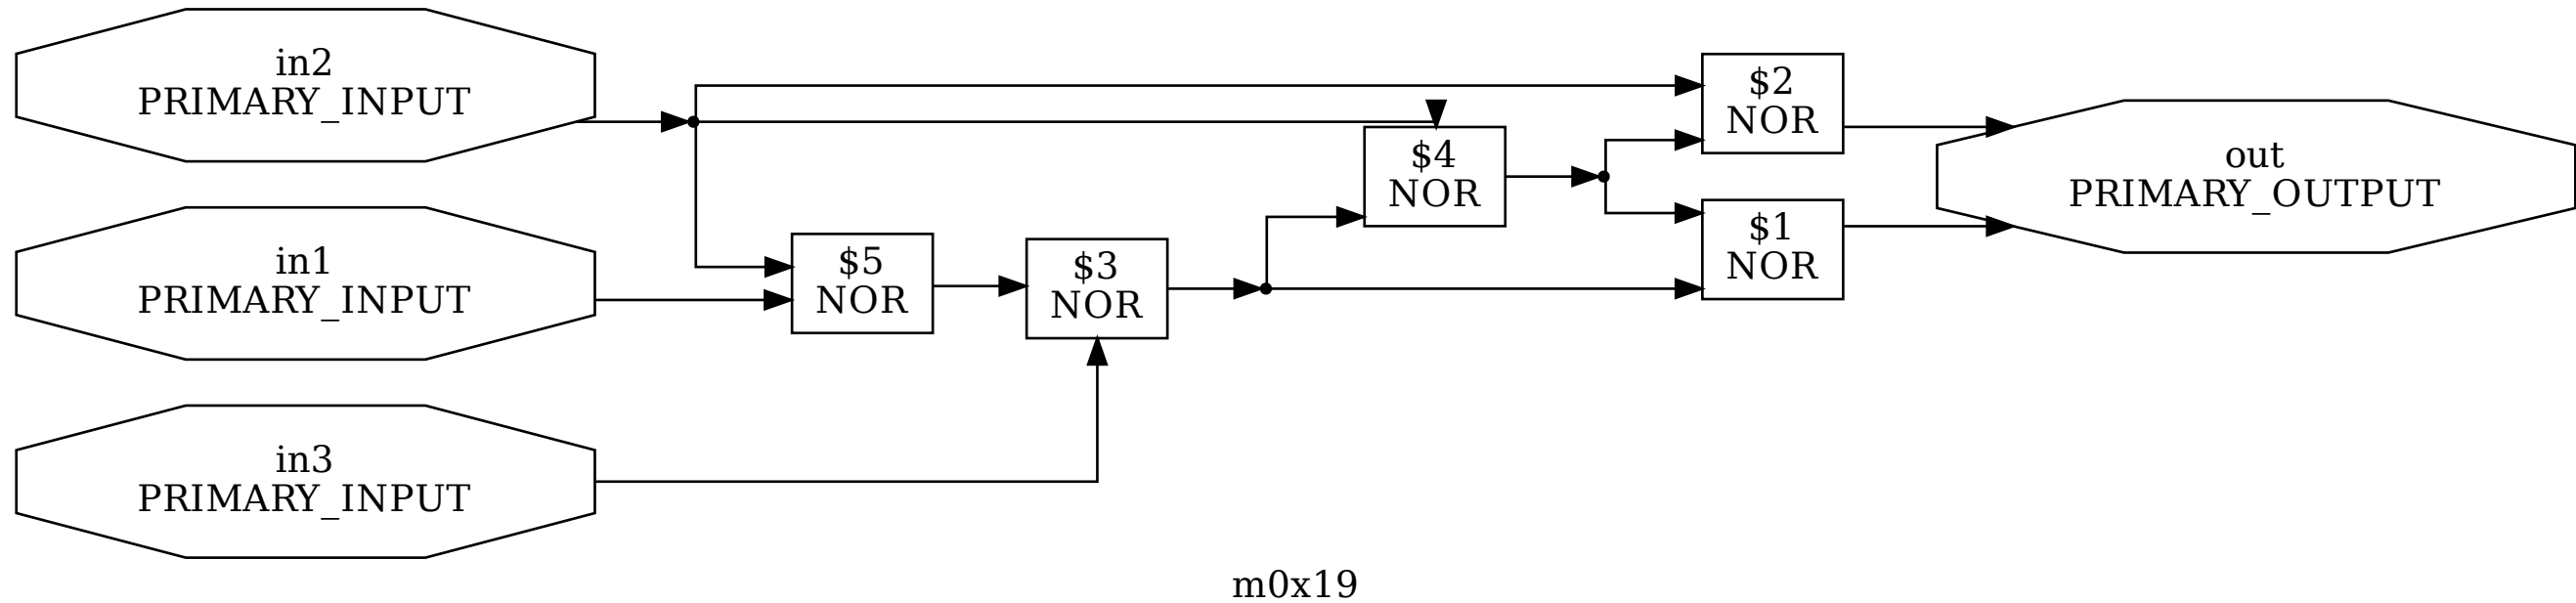 in2
PRIMARY_INPUT
in1
PRIMARY_INPUT
in3
PRIMARY_INPUT
$5
NOR
$3
NOR
$4
NOR
$2
NOR
$1
NOR
out
PRIMARY_OUTPUT
m0x19